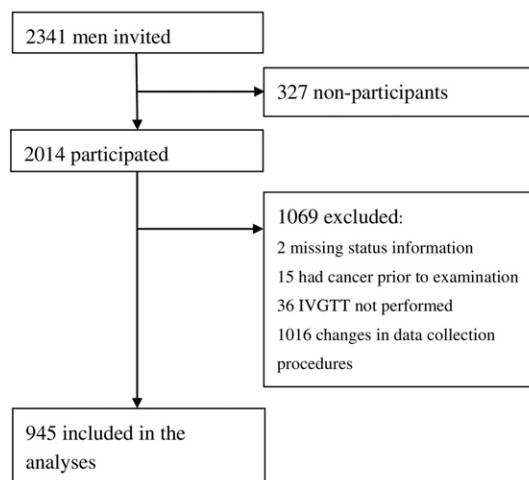 2341 men invited
327 non-participants
2014 participated
1069 excluded:
2 missing status information
15 had cancer prior to examination
36 IVGTT not performed
1016 changes in data collection
procedures
945 included in the
analyses